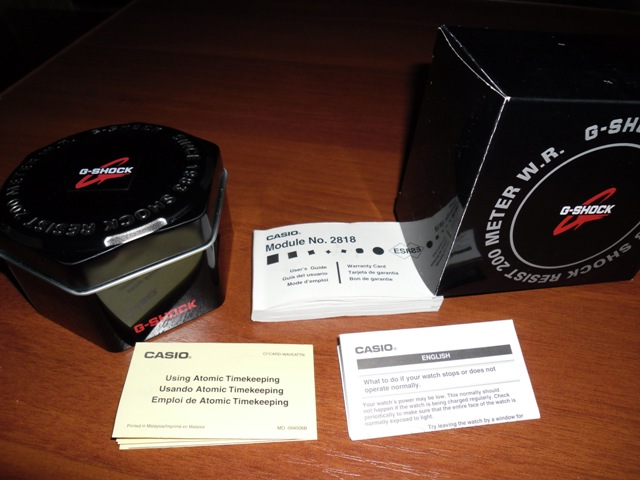 G-SHOCK
SHOCK RESIST
G-SHOCK
CASIO.
Module No. 2818
ES883
User's Guide
Guía del usuario
Mode d'emploi
Warranty Card
Tarjeta de garantia
Bon de garantie
200 METER W.R. G-SHO
G-SHOCK
SHOCK RESIST
CASIO.
Using Atomic Timekeeping
Usando Atomic Timekeeping
Emploi de Atomic Timekeeping
CASIO.
ENGLISH
What to do if your watch stops or does not
operate normally.
Your watch's power may be low. This normally should
not happen if the watch is being charged regularly. Check
periodically to make sure that the entire face of the watch is
normally exposed to light.
Try leaving the watch by a window for